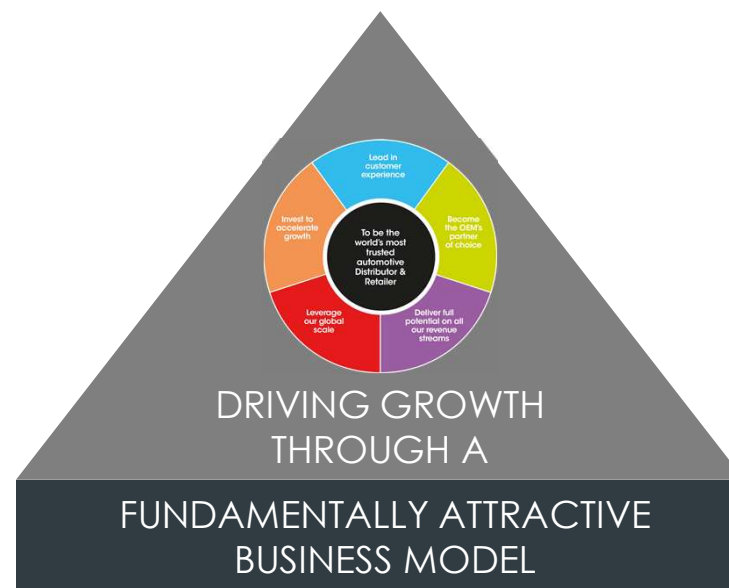 Lead in
customer
experience
Invest to
accelerate
growth
Become
the OEM's
partner
of choice
To be the
world's most
trusted
automotive
Distributor &
Retailer
Leverage
our global
scale
Deliver full
potential on all
our revenue
streams
DRIVING GROWTH
THROUGH A
FUNDAMENTALLY ATTRACTIVE
BUSINESS MODEL